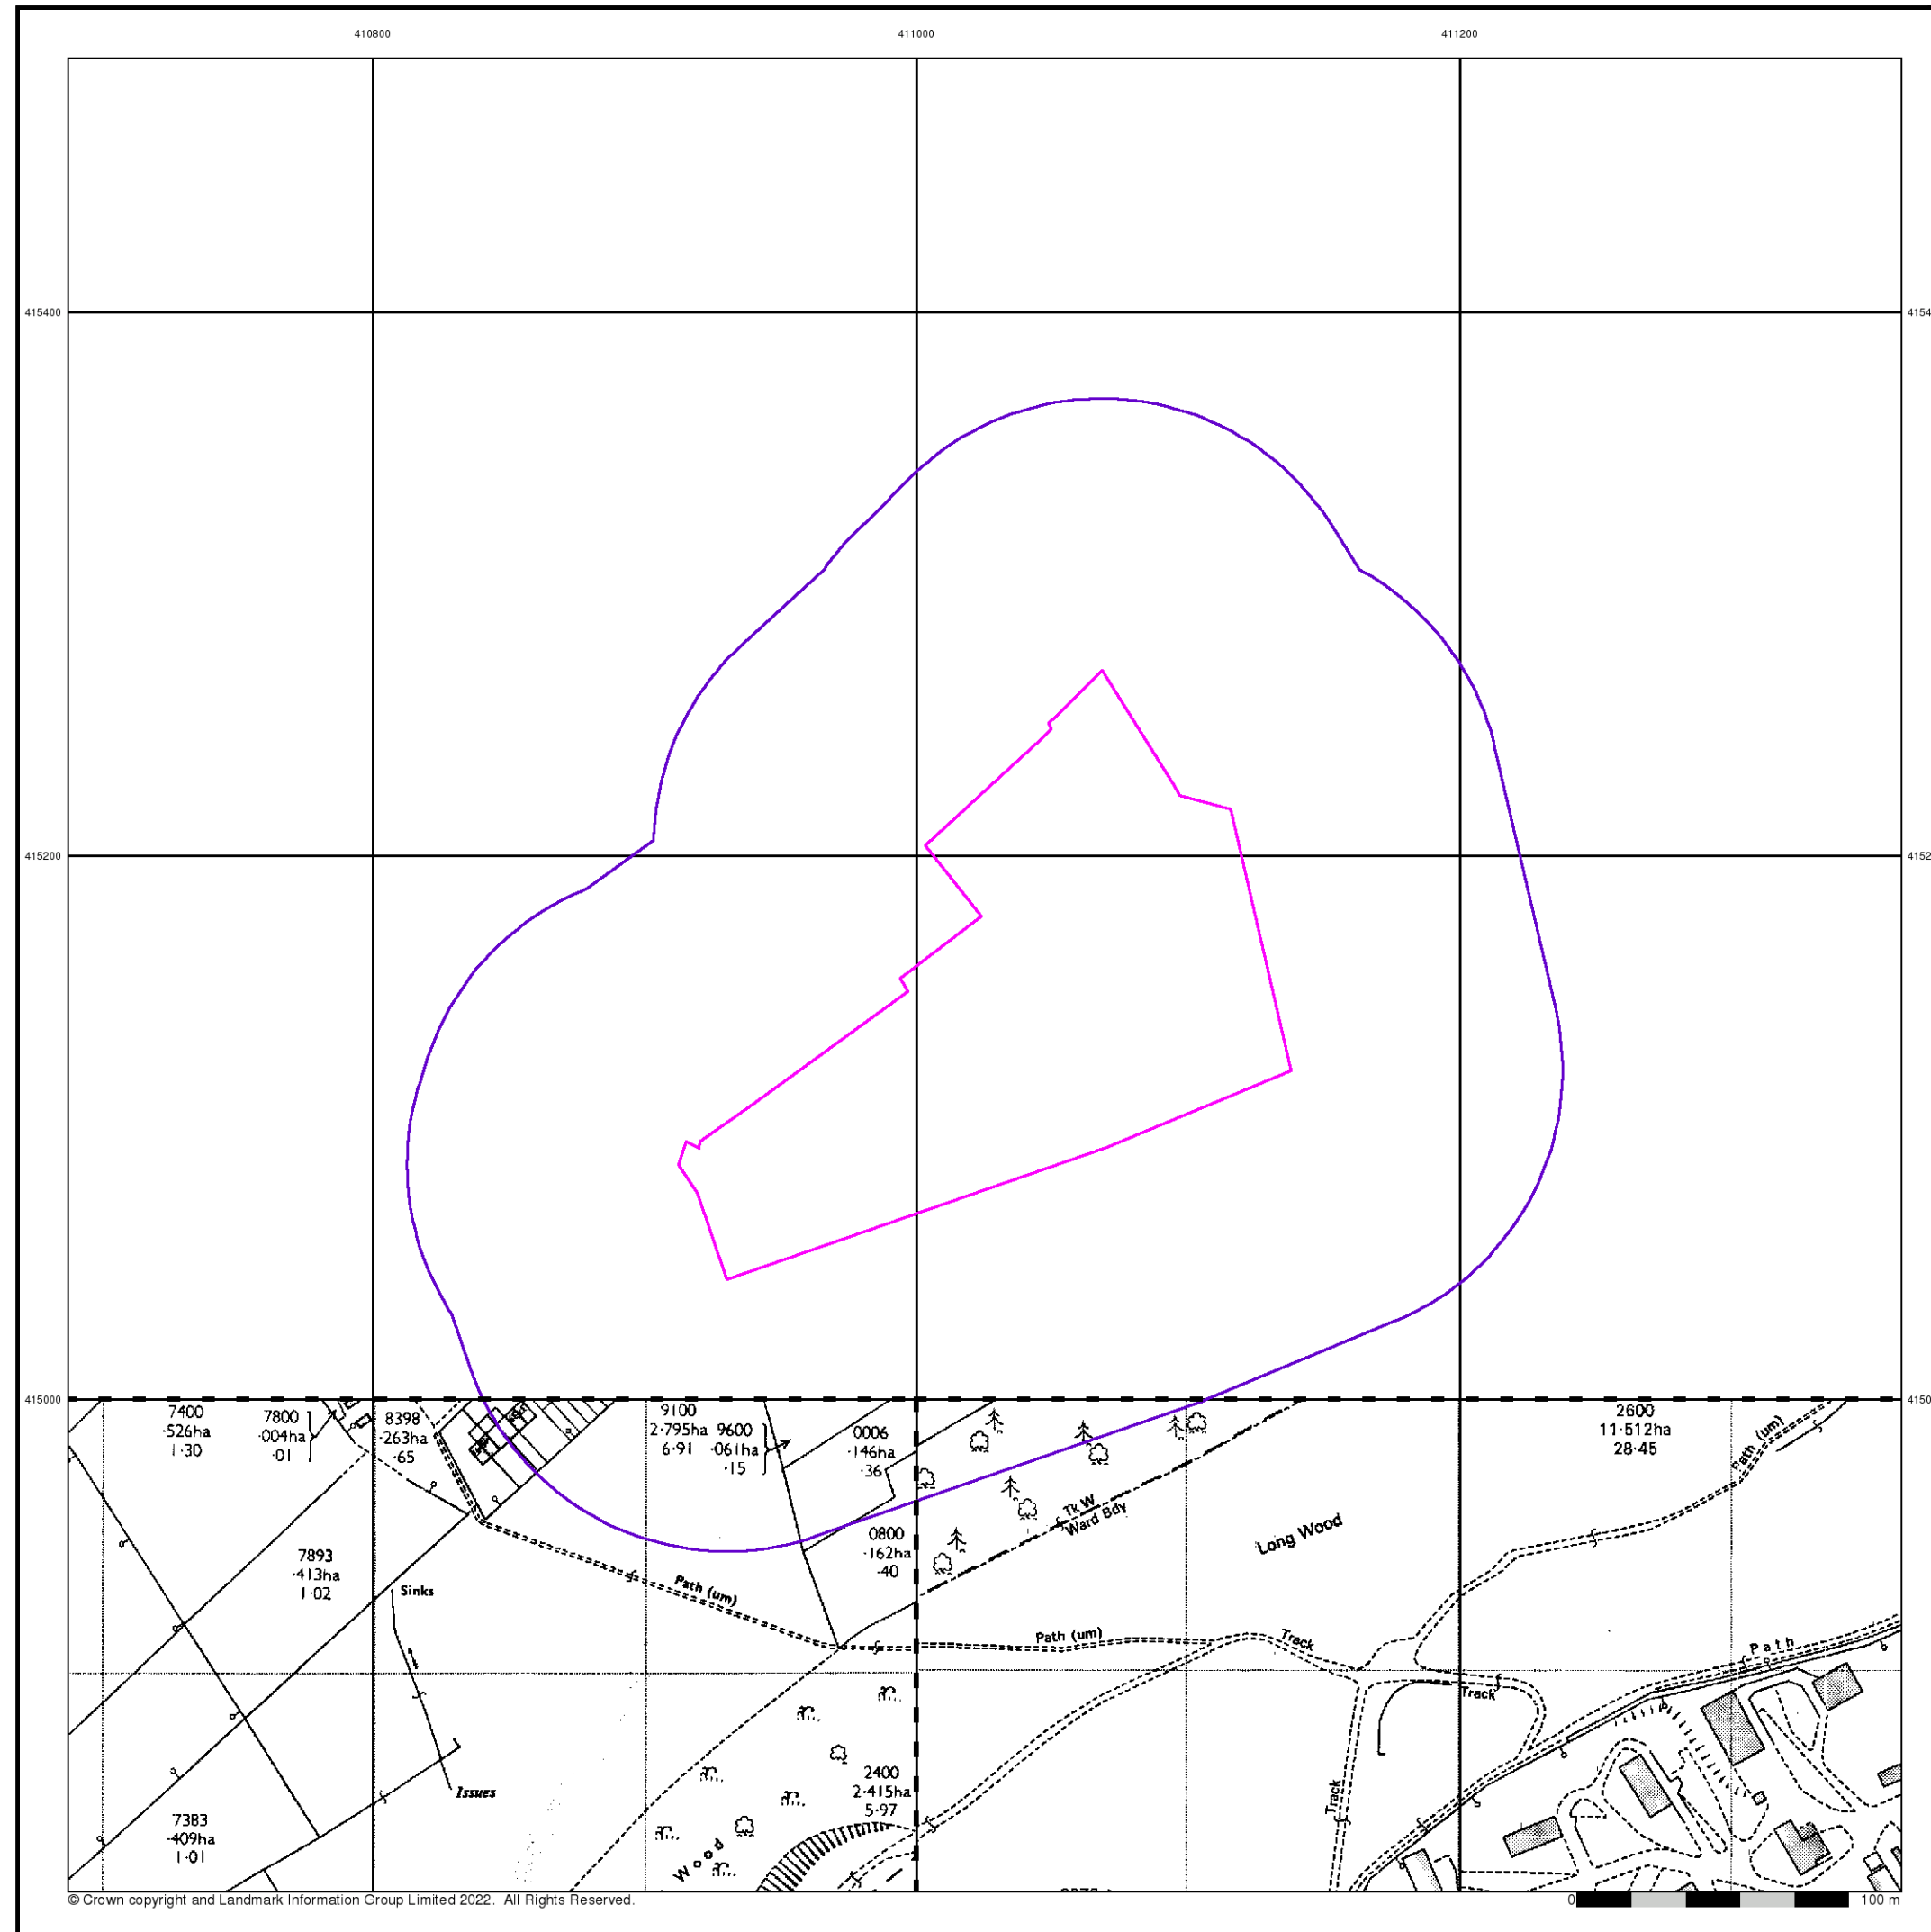 410800
411000
411200
415400
4154
415200
4152
415000
4150
7400
·526ha
1·30
7800
·004ha
·01
8398
·263ha
·65
9100
2·795ha
6·91
9600
·061ha
·15
0006
·146ha
·36
2600
11·512ha
28·45
Path (um)
Tk W
Ward Bdy
Long Wood
0800
·162ha
·40
7893
·413ha
1·02
Sinks
Path (um)
Path (um)
Track
Path
Track
Issues
2400
2·415ha
5·97
Track
7383
·409ha
1·01
Wood
© Crown copyright and Landmark Information Group Limited 2022. All Rights Reserved.
0
100 m